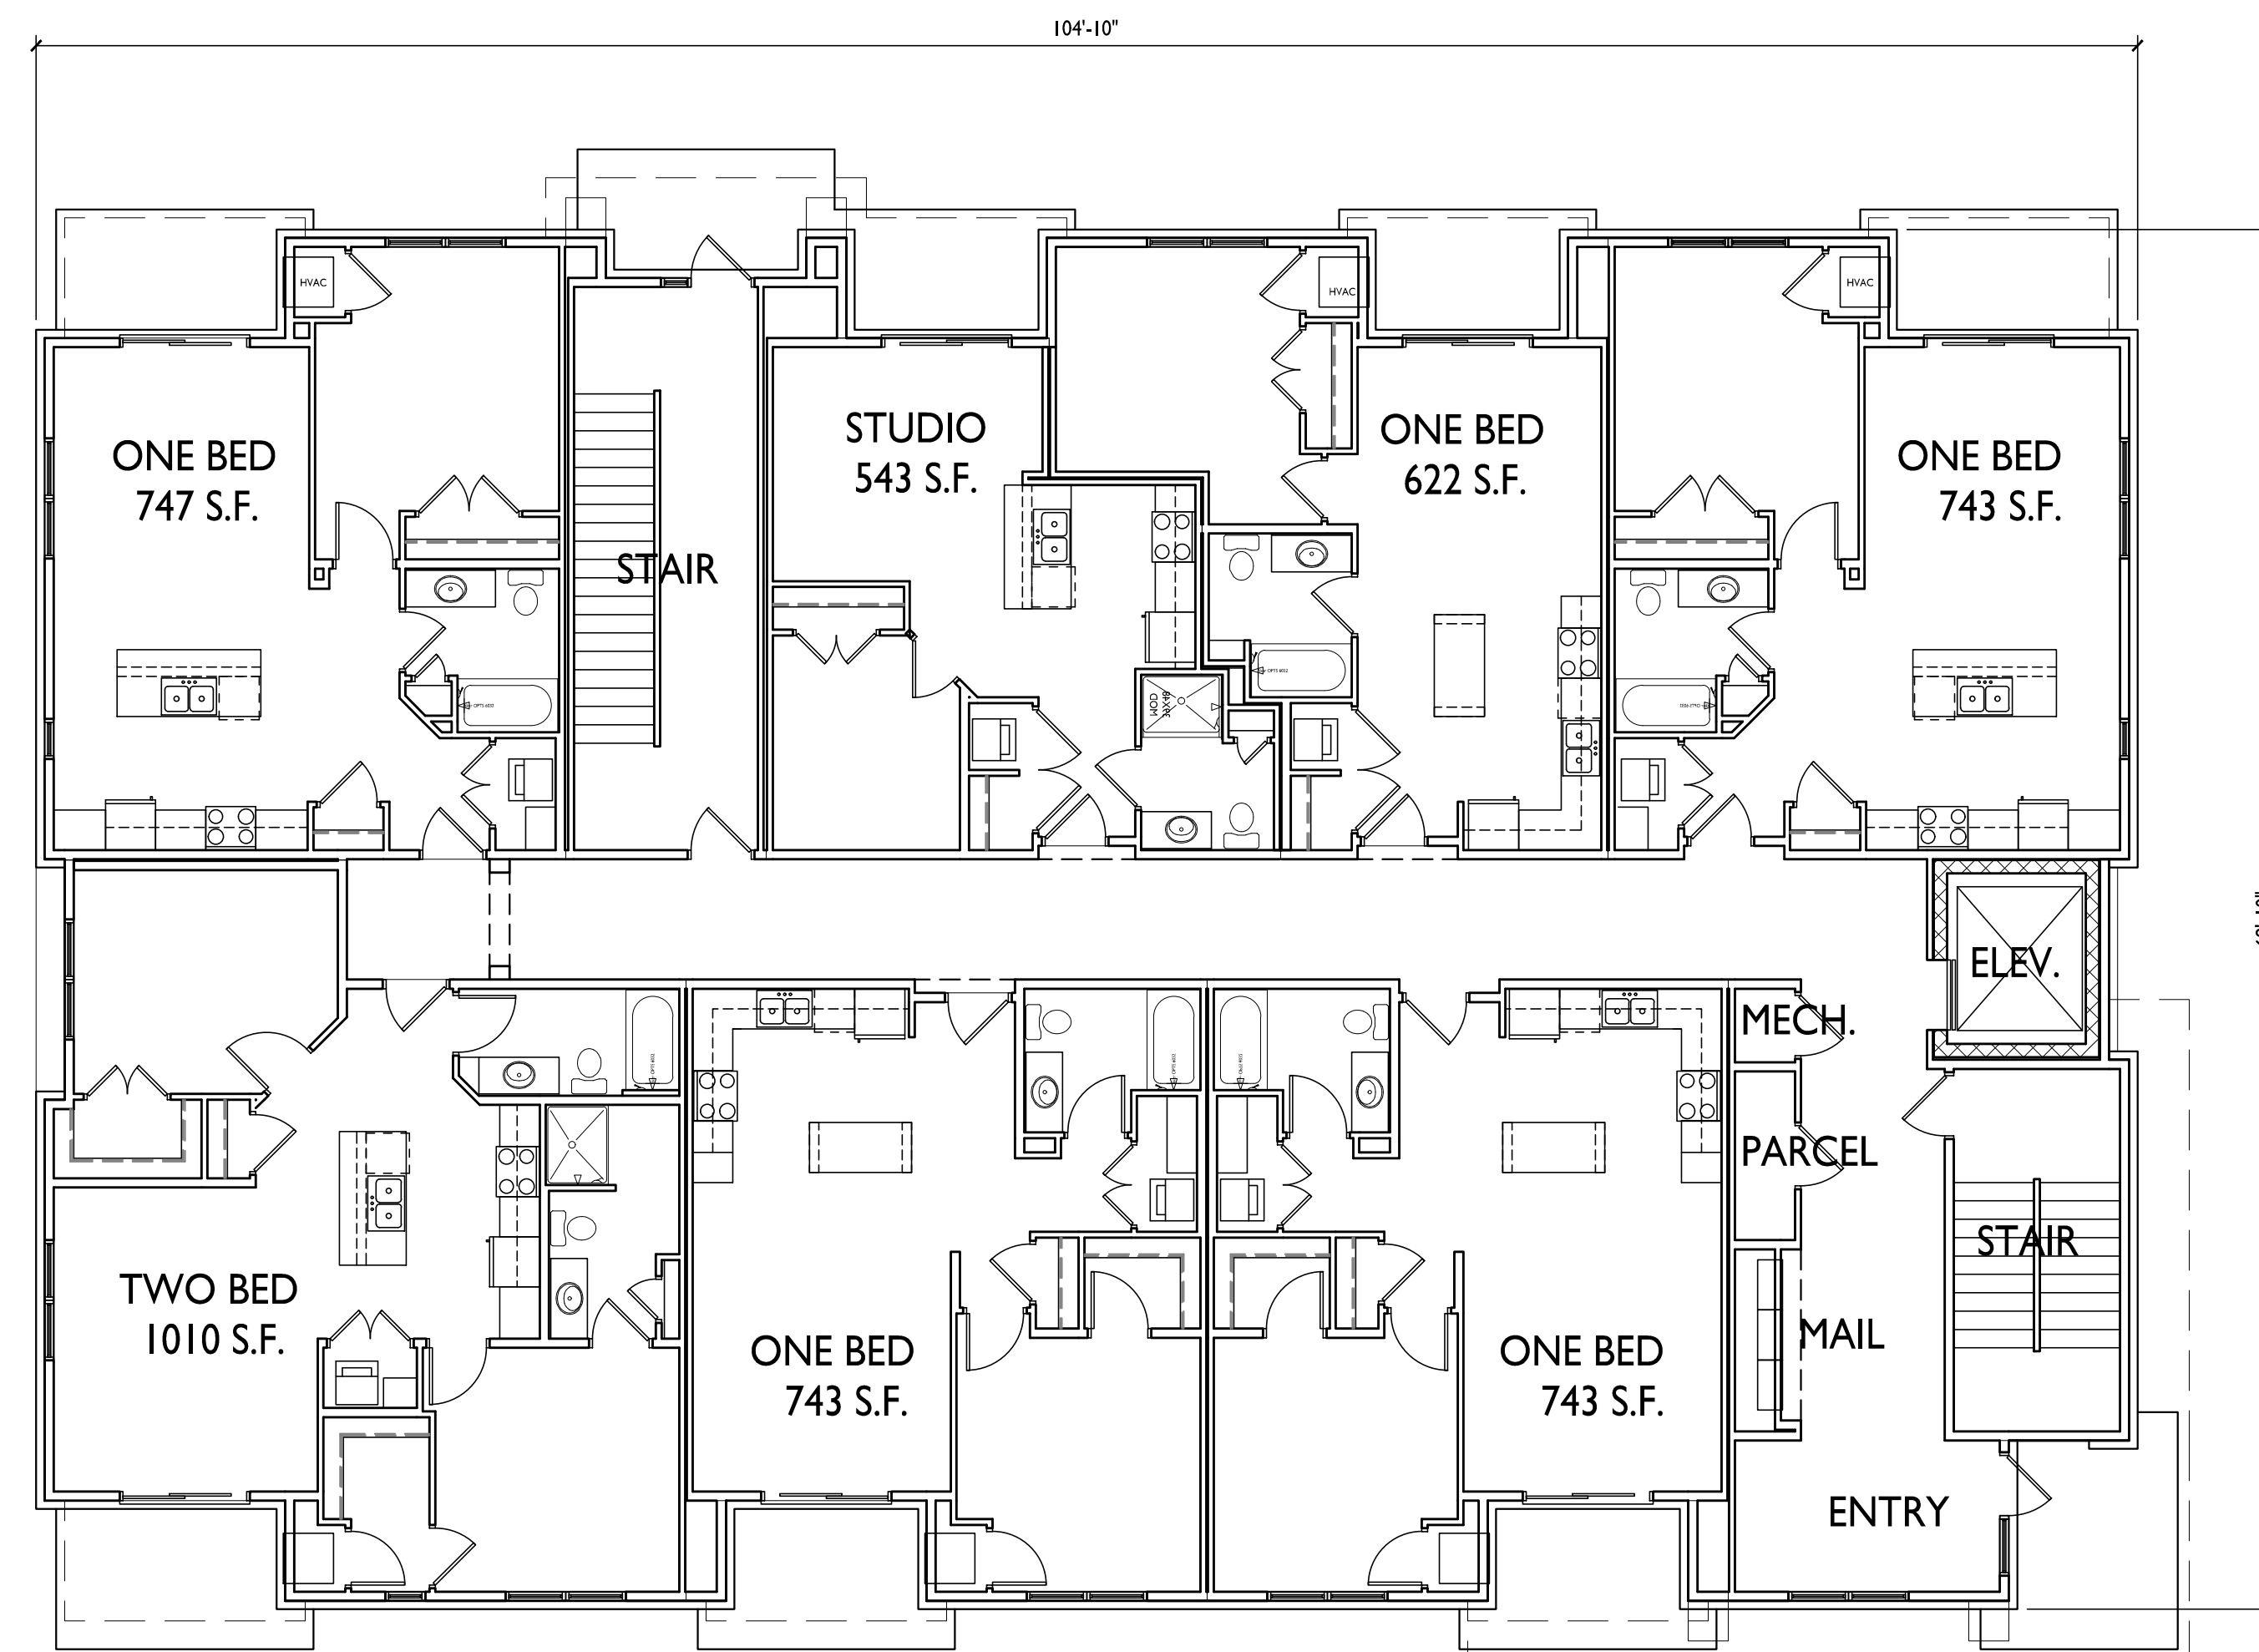 104'-10"
HVAC
HVAC
HVAC
ONE BED
747 S.F.
STUDIO
543 S.F.
ONE BED
622 S.F.
ONE BED
743 S.F.
STAIR
ELEV.
MECH.
PARCEL
STAIR
TWO BED
1010 S.F.
MAIL
ONE BED
743 S.F.
ONE BED
743 S.F.
ENTRY